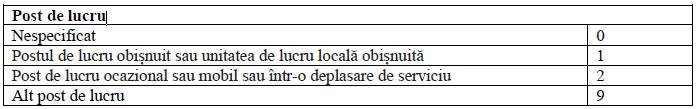 Post de lucru
Nespecificat 0
Postul de lucru obișnuit sau unitatea de lucru locală obișnuită 1
Post de lucru ocazional sau mobil sau într-o deplasare de serviciu 2
Alt post de lucru 9